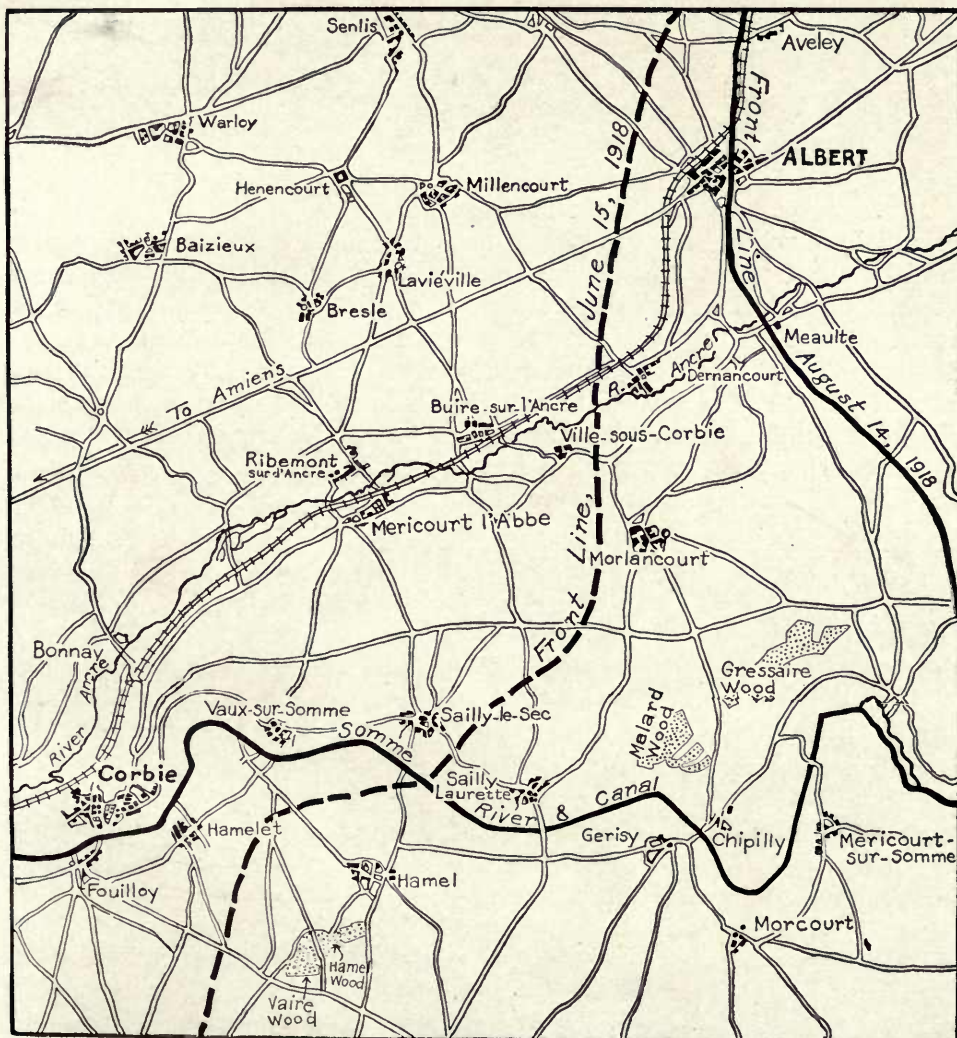 Senlis
Aveley
Warloy
Front Line
August 14, 1918
ALBERT
Front Line, June 15, 1918
Henencourt
Millencourt
Baizieux
Laviéville
Bresle
Meaulte
R. Ancre
Dernancourt
To Amiens
Buire-sur-l'Ancre
Ville-sous-Corbie
Ribemont
sur d'Ancre
Mericourt l'Abbe
Morlancourt
Bonnay
River Ancre
Gressaire
Wood
Vaux-sur-Somme
Sailly-le-Sec
Malard
Wood
Somme River & Canal
Sailly
Laurette
Corbie
Hamelet
Gerisy
Chipilly
Mericourt-
sur-Somme
Fouilloy
Hamel
Morcourt
Hamel
Wood
Vaire
Wood